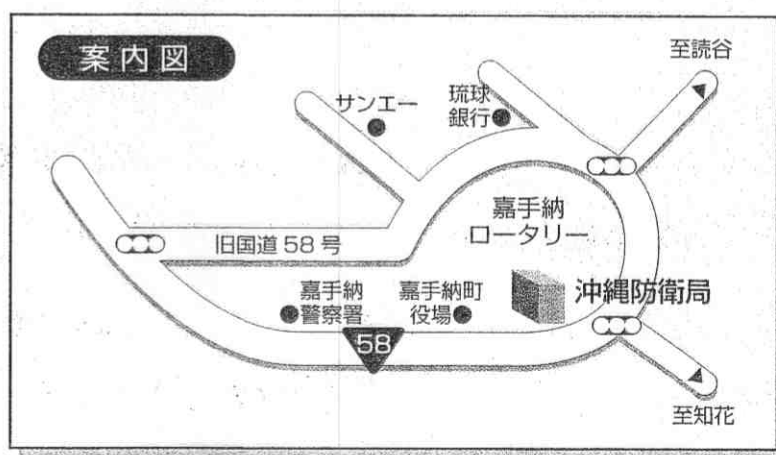 案内図
至読谷
サンエー
琉球
銀行
嘉手納
ロータリー
旧国道58号
嘉手納
警察署
嘉手納町
役場
沖縄防衛局
58
至知花